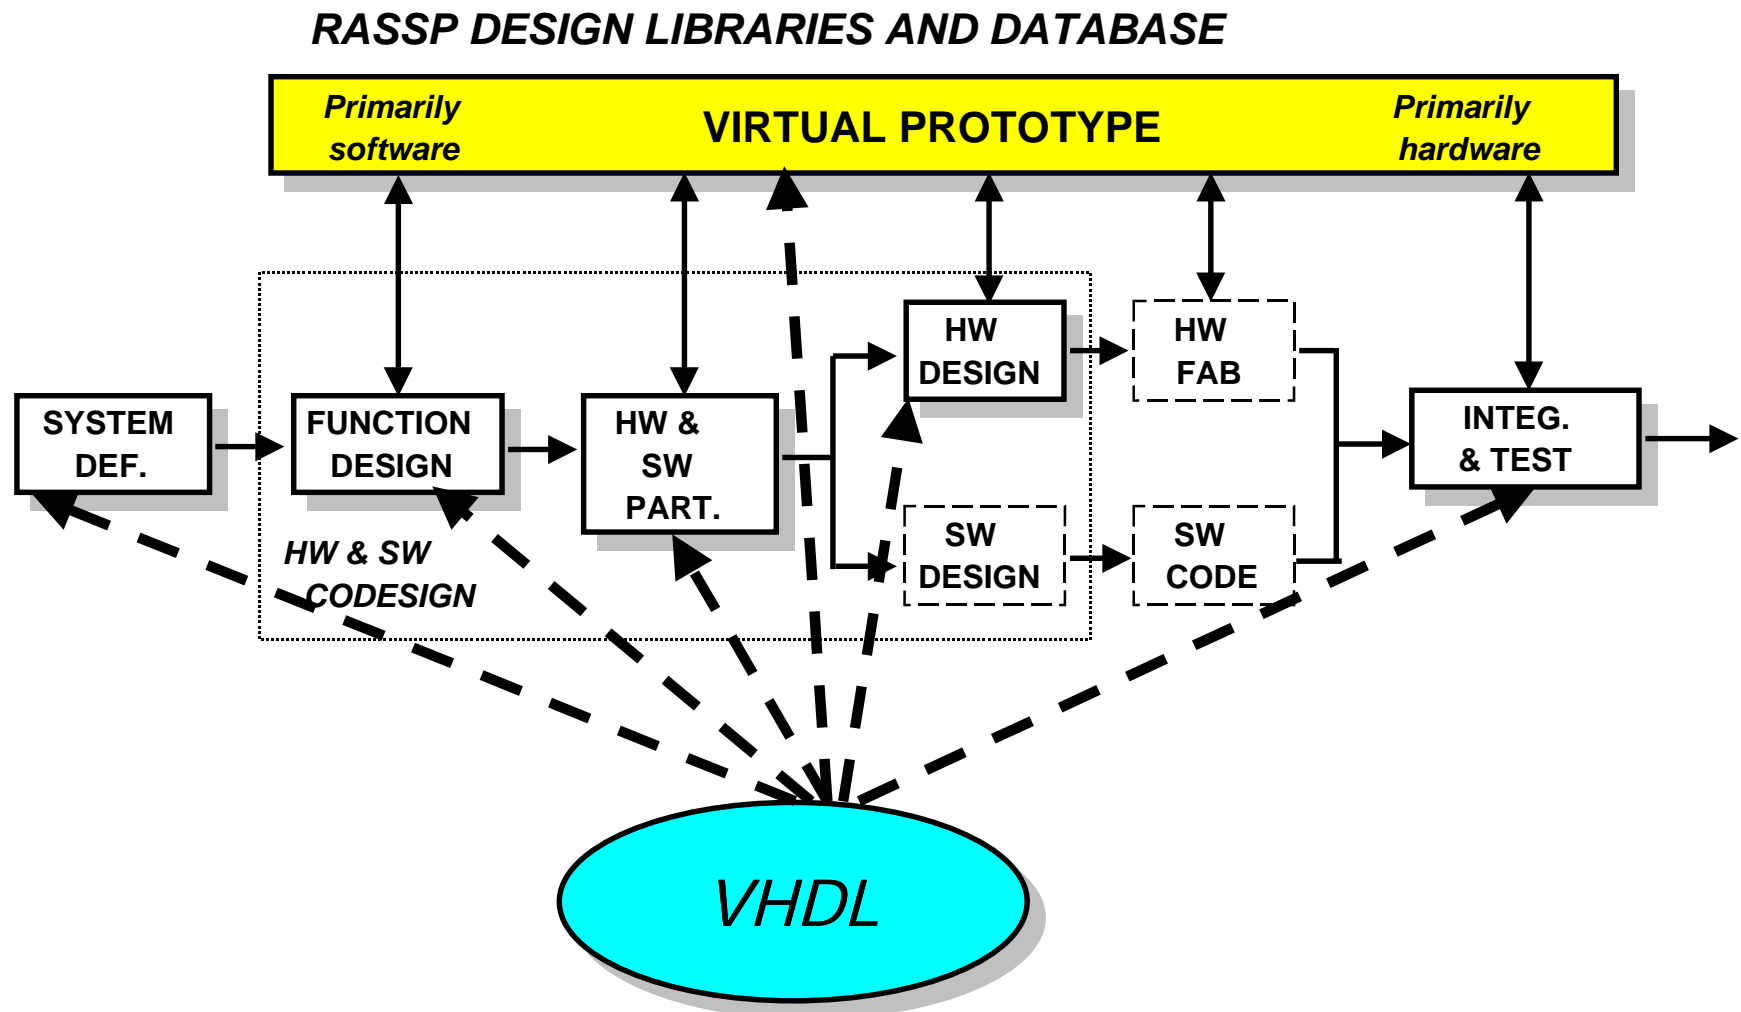 RASSP DESIGN LIBRARIES AND DATABASE
Primarily
software
VIRTUAL PROTOTYPE
Primarily
hardware
SYSTEM
DEF.
FUNCTION
DESIGN
HW &
SW
PART.
HW
DESIGN
HW
FAB
SW
DESIGN
SW
CODE
INTEG.
& TEST
HW & SW
CODESIGN
VHDL